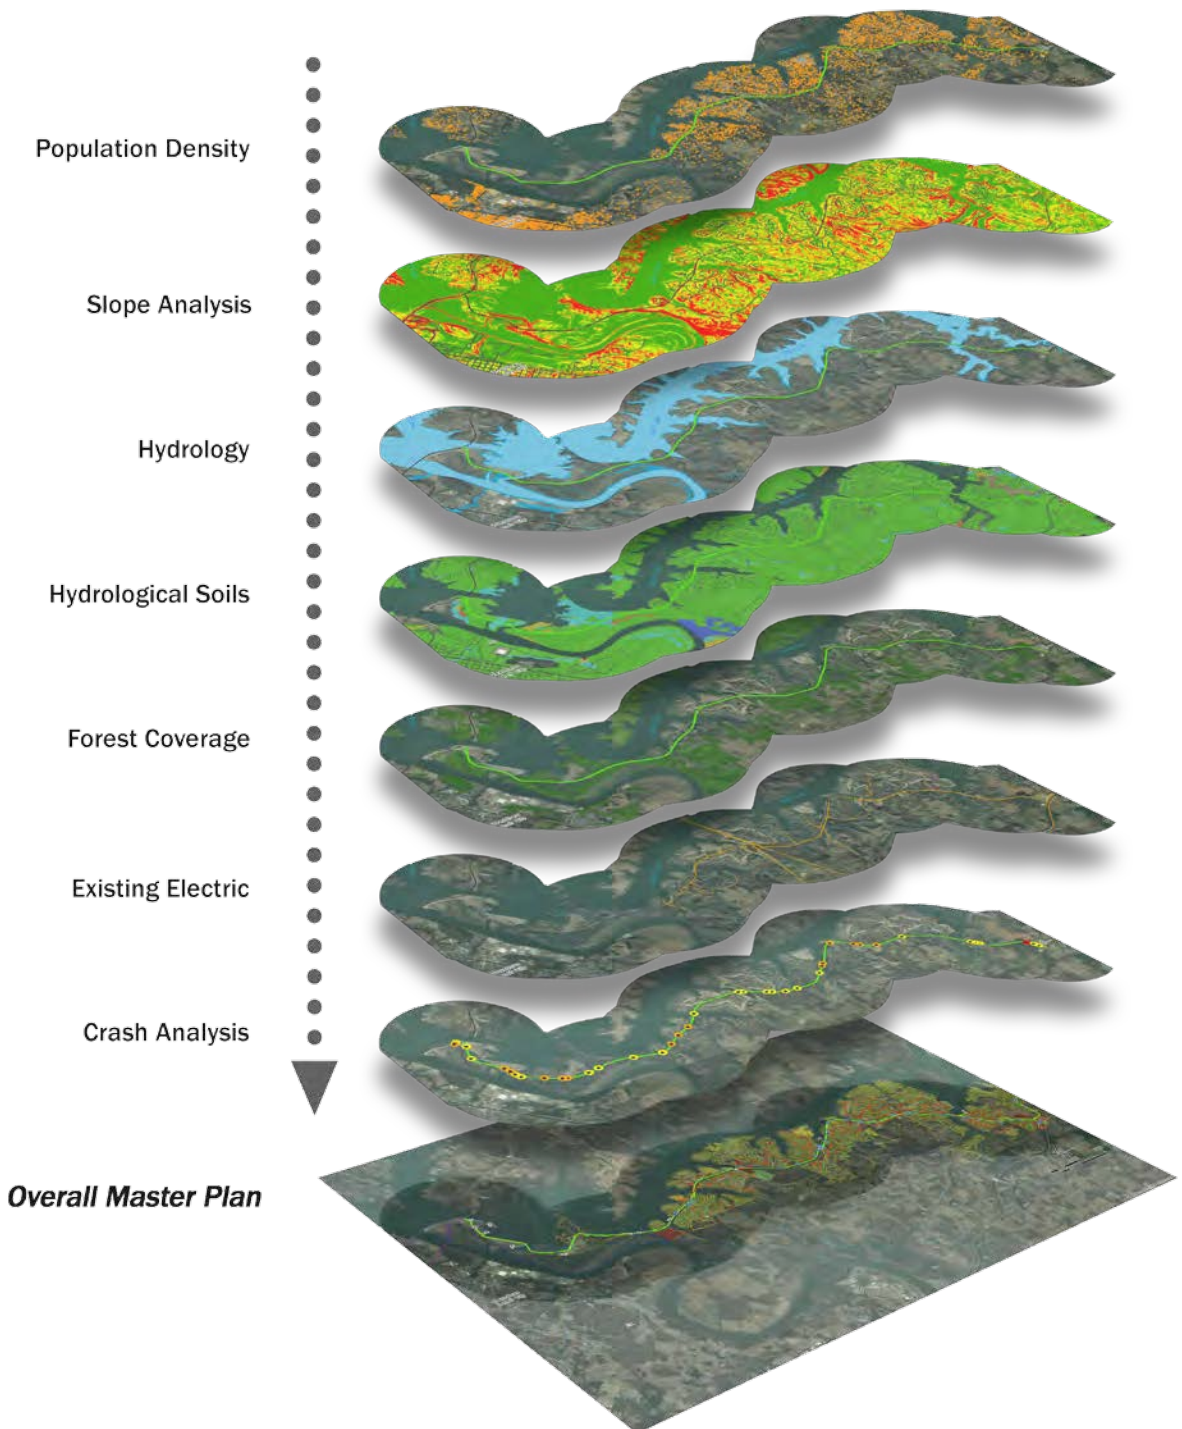 Population Density
Slope Analysis
Hydrology
Hydrological Soils
Forest Coverage
Existing Electric
Crash Analysis
Overall Master Plan